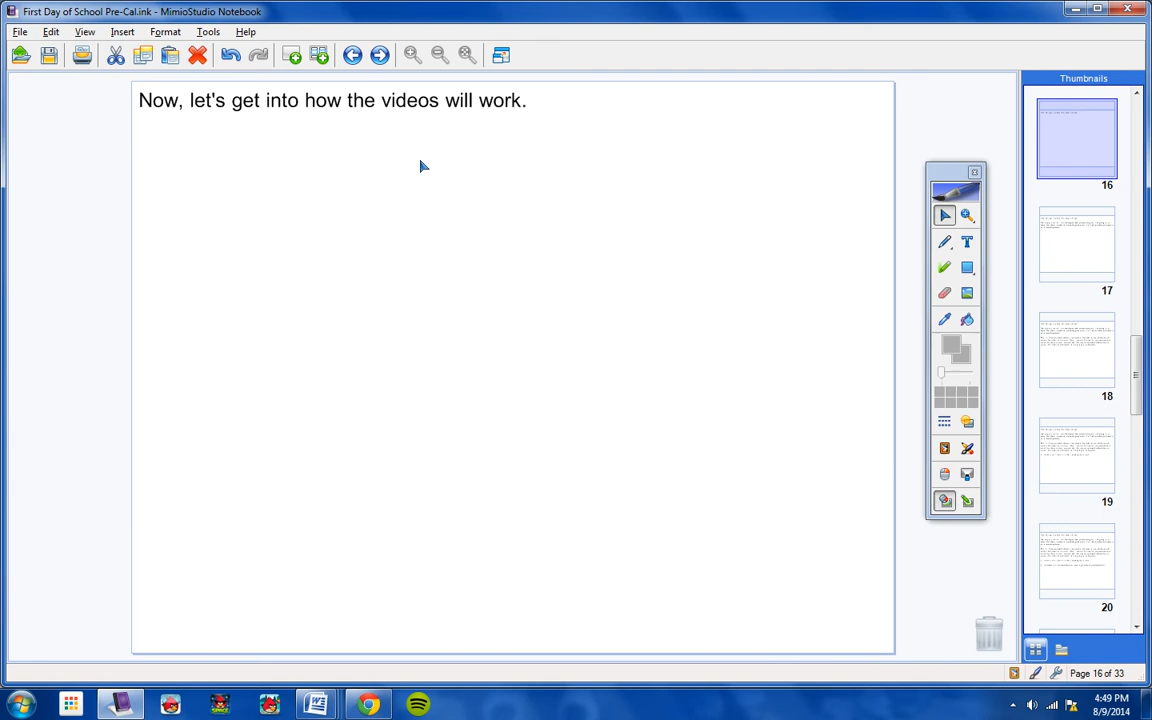 First Day of School Pre-Cal.ink - MimioStudio Notebook
File Edit View Insert Format Tools Help
Thumbnails
Now, let's get into how the videos will work.
16
17
18
19
20
Page 16 of 33
4:49 PM
8/9/2014